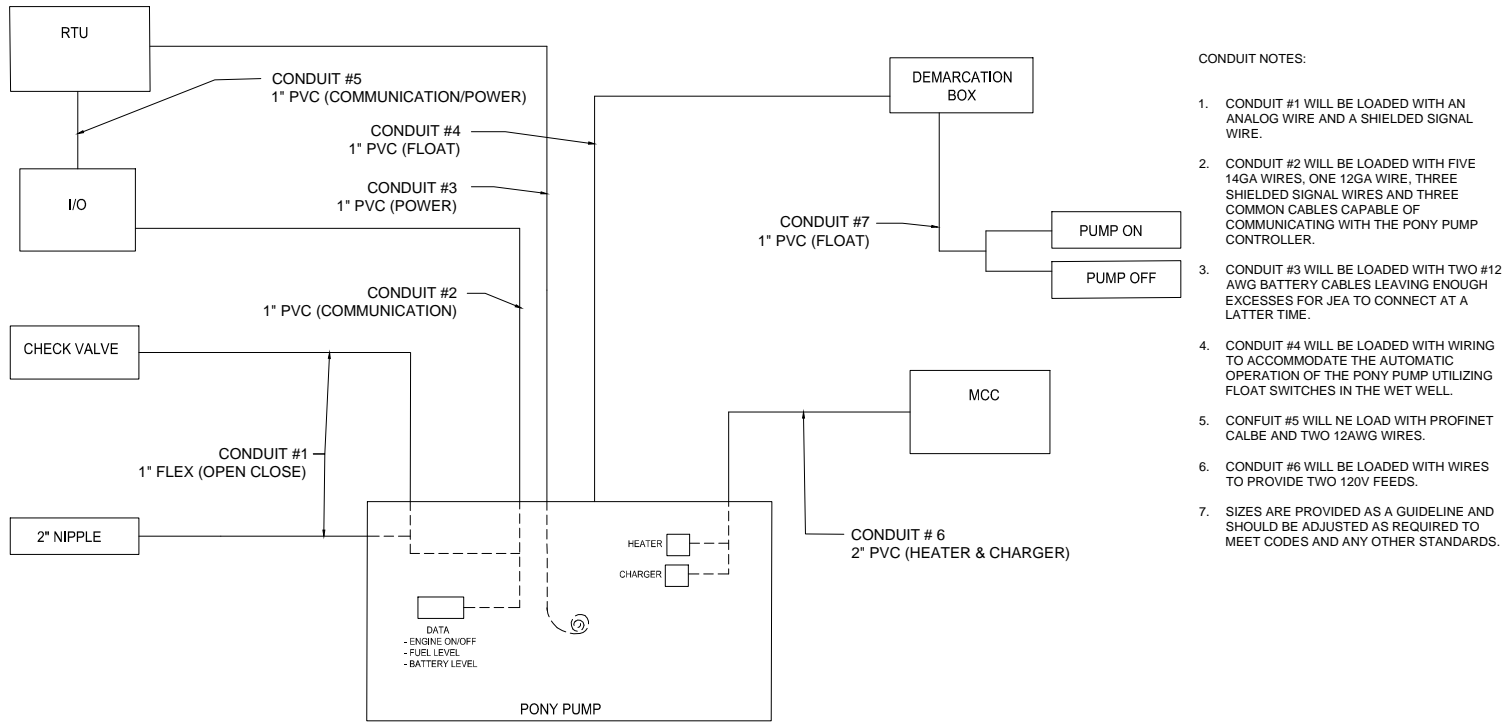 RTU
CONDUIT #5
1" PVC (COMMUNICATION/POWER)
CONDUIT #4
1" PVC (FLOAT)
I/O
CONDUIT #3
1" PVC (POWER)
CONDUIT #2
1" PVC (COMMUNICATION)
CHECK VALVE
CONDUIT #1
1" FLEX (OPEN CLOSE)
2" NIPPLE
DEMARCATION
BOX
CONDUIT #7
1" PVC (FLOAT)
PUMP ON
PUMP OFF
MCC
CONDUIT # 6
2" PVC (HEATER & CHARGER)
HEATER
CHARGER
DATA
- ENGINE ON/OFF
- FUEL LEVEL
- BATTERY LEVEL
PONY PUMP
CONDUIT NOTES:
1. CONDUIT #1 WILL BE LOADED WITH AN
ANALOG WIRE AND A SHIELDED SIGNAL
WIRE.
2. CONDUIT #2 WILL BE LOADED WITH FIVE
14GA WIRES, ONE 12GA WIRE, THREE
SHIELDED SIGNAL WIRES AND THREE
COMMON CABLES CAPABLE OF
COMMUNICATING WITH THE PONY PUMP
CONTROLLER.
3. CONDUIT #3 WILL BE LOADED WITH TWO #12
AWG BATTERY CABLES LEAVING ENOUGH
EXCESSES FOR JEA TO CONNECT AT A
LATTER TIME.
4. CONDUIT #4 WILL BE LOADED WITH WIRING
TO ACCOMMODATE THE AUTOMATIC
OPERATION OF THE PONY PUMP UTILIZING
FLOAT SWITCHES IN THE WET WELL.
5. CONFUIT #5 WILL NE LOAD WITH PROFINET
CALBE AND TWO 12AWG WIRES.
6. CONDUIT #6 WILL BE LOADED WITH WIRES
TO PROVIDE TWO 120V FEEDS.
7. SIZES ARE PROVIDED AS A GUIDELINE AND
SHOULD BE ADJUSTED AS REQUIRED TO
MEET CODES AND ANY OTHER STANDARDS.